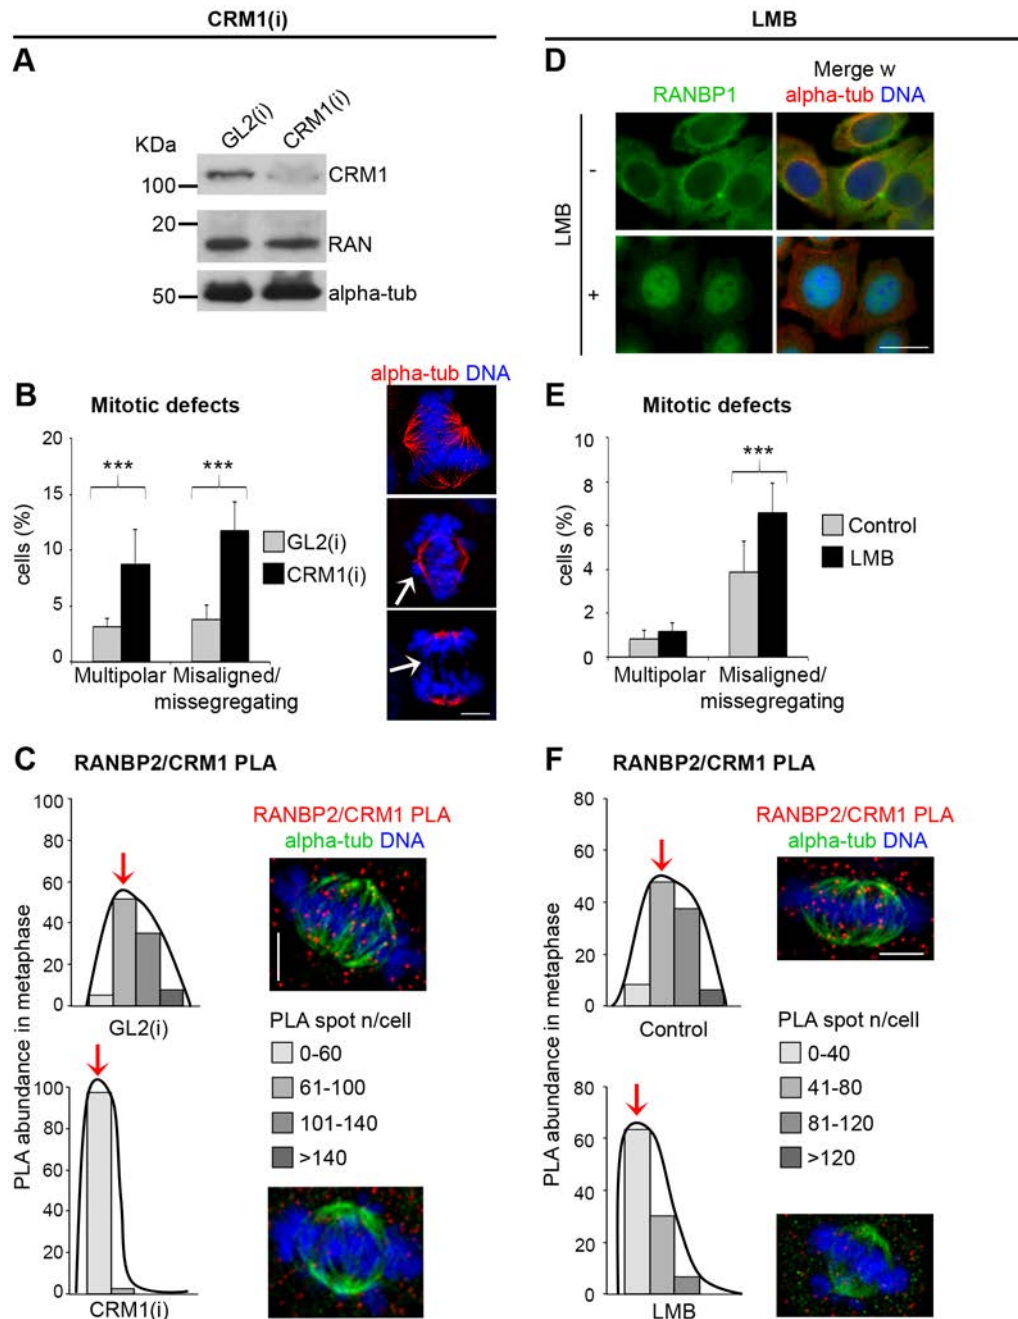 CRM1(i)
A
GL2(i)
CRM1(i)
KDa
100
CRM1
20
RAN
50
alpha-tub
B
Mitotic defects
alpha-tub DNA
cells (%)
20
15
10
5
0
***
***
GL2(i)
CRM1(i)
Multipolar
Misaligned/
missegregating
C
RANBP2/CRM1 PLA
PLA abundance in metaphase
100
80
60
40
20
0
GL2(i)
100
80
60
40
20
0
CRM1(i)
RANBP2/CRM1 PLA
alpha-tub DNA
PLA spot n/cell
0-60
61-100
101-140
>140
LMB
D
RANBP1
Merge w
alpha-tub DNA
LMB
-
+
E
Mitotic defects
cells (%)
10
8
6
4
2
0
***
Control
LMB
Multipolar
Misaligned/
missegregating
F
RANBP2/CRM1 PLA
PLA abundance in metaphase
80
60
40
20
0
Control
80
60
40
20
0
LMB
RANBP2/CRM1 PLA
alpha-tub DNA
PLA spot n/cell
0-40
41-80
81-120
>120